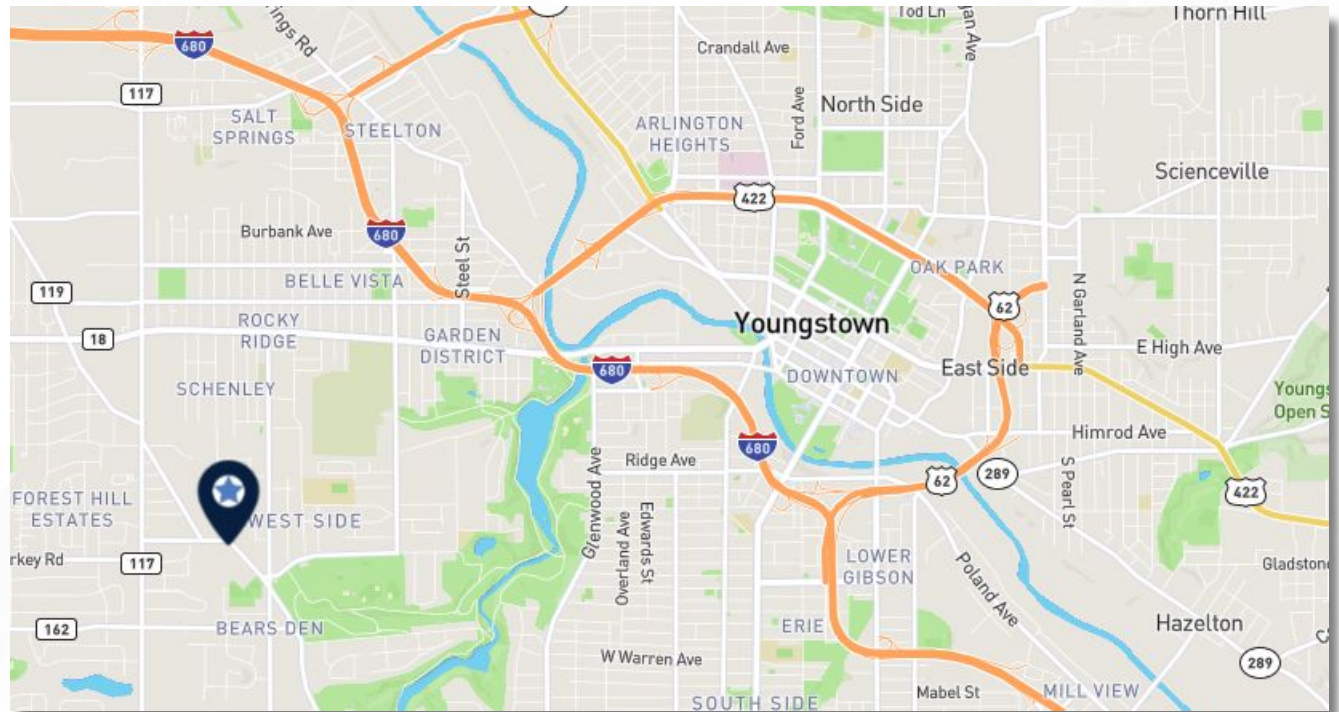 Tod Ln
Thorn Hill
Crandall Ave
680
117
North Side
Ford Ave
SALT
SPRINGS
STEELTON
ARLINGTON
HEIGHTS
Scienceville
422
Burbank Ave
680
Steel St
BELLE VISTA
OAK PARK
119
N Garland Ave
62
ROCKY
RIDGE
Youngstown
18
GARDEN
DISTRICT
E High Ave
680
East Side
SCHENLEY
DOWNTOWN
Youngs
Open S
Himrod Ave
680
Ridge Ave
Glenwood Ave
Overland Ave
Edwards St
S Pearl St
289
62
422
FOREST HILL
ESTATES
WEST SIDE
rkey Rd
117
LOWER
GIBSON
Poland Ave
Gladston
162
BEARS DEN
ERIE
Hazelton
W Warren Ave
289
Mabel St
MILL VIEW
SOUTH SIDE